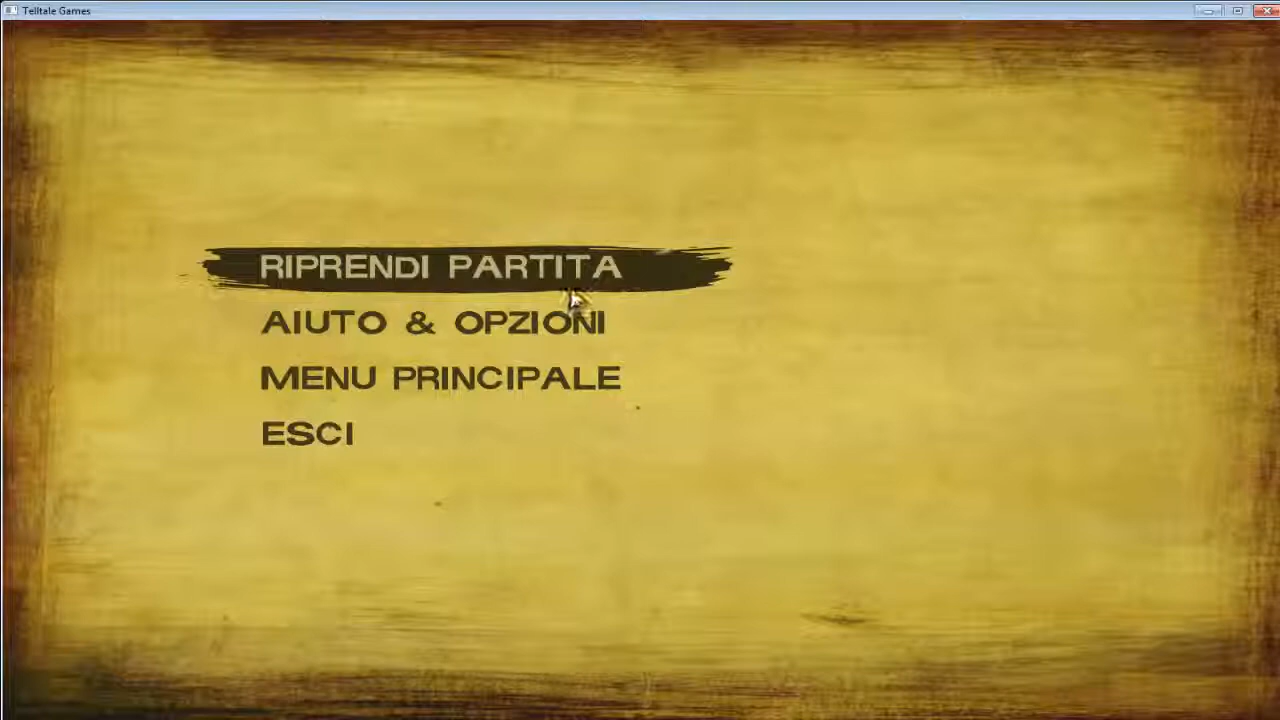 Telltale Games
RIPRENDI PARTITA
AIUTO & OPZIONI
MENU PRINCIPALE
ESCI